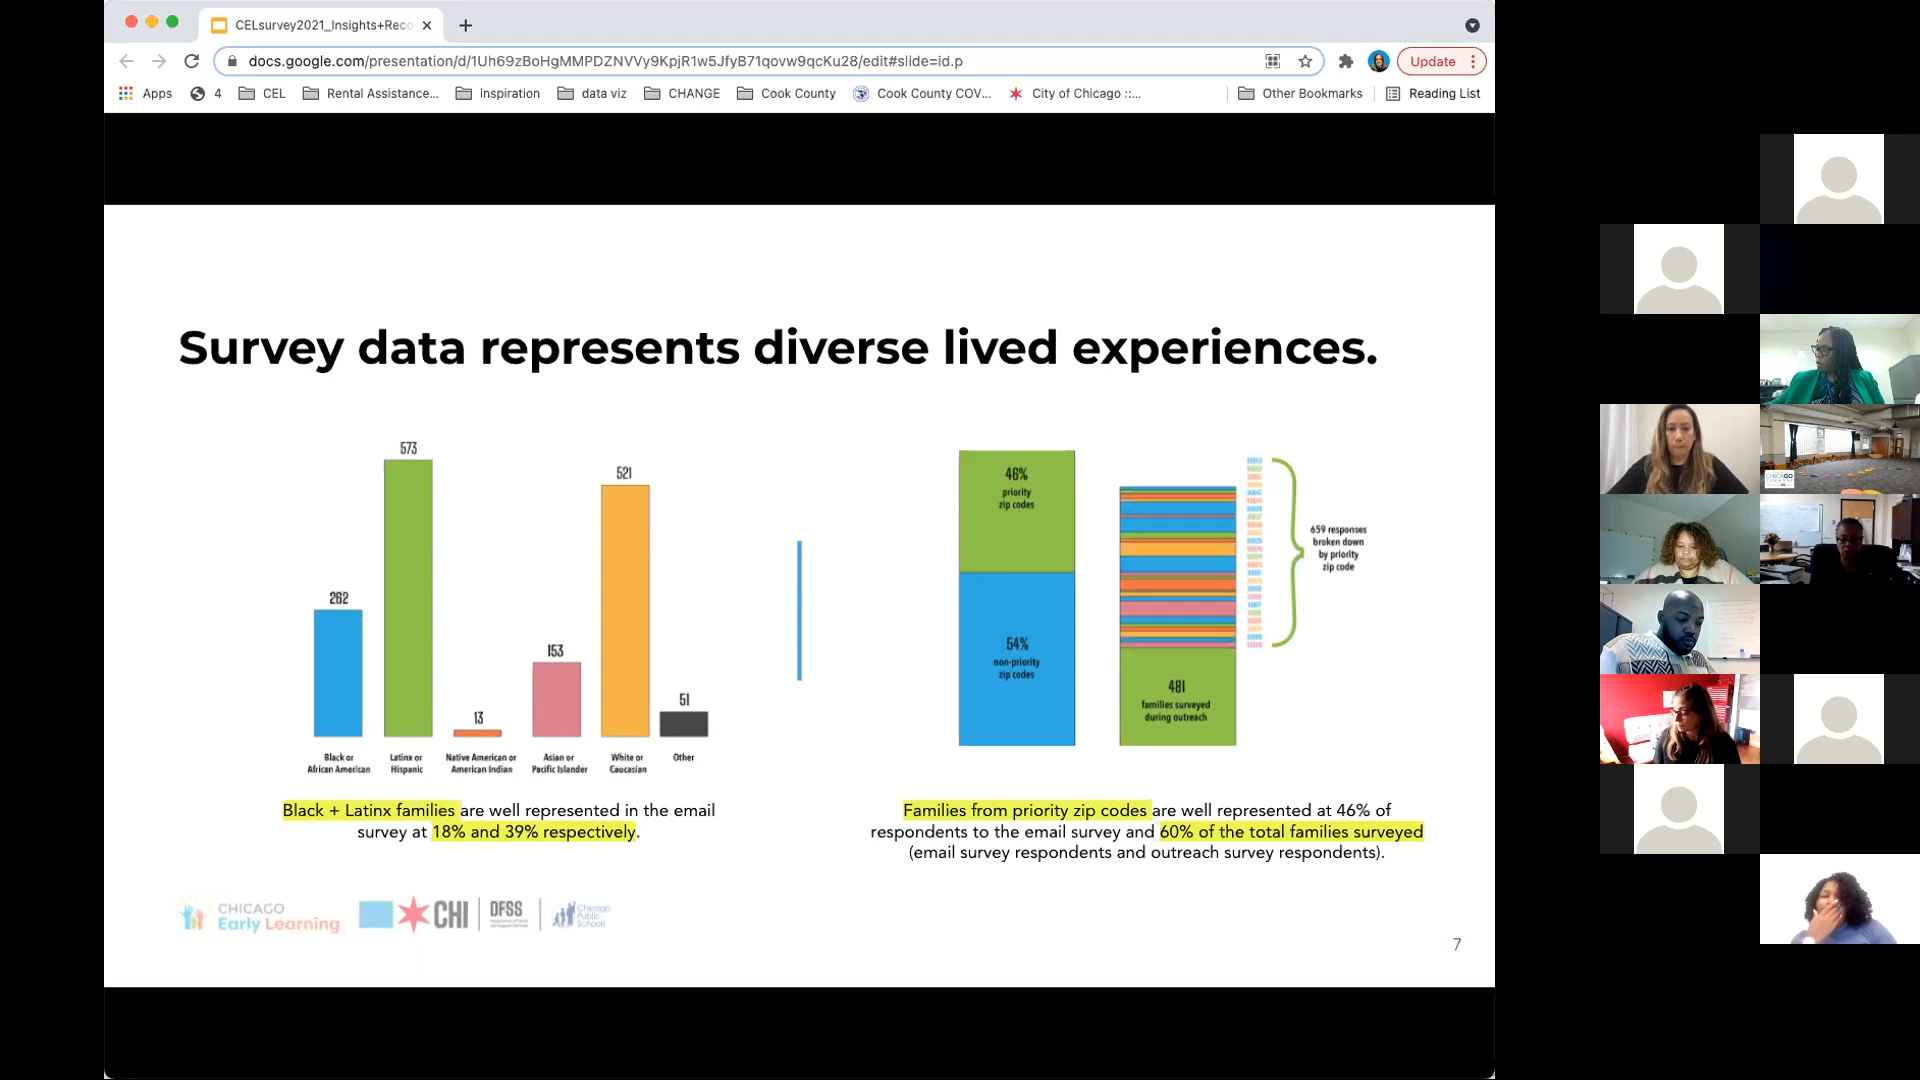 CELsurvey2021_Insights+Reco
docs.google.com/presentation/d/1Uh69zBoHgMMPDZNVVy9KpjR1w5JfyB71qovw9qcKu28/edit#slide=id.p
Update
Apps
4
CEL
Rental Assistance...
inspiration
data viz
CHANGE
Cook County
Cook County COV...
City of Chicago ::...
Other Bookmarks
Reading List
Survey data represents diverse lived experiences.
573
521
262
153
51
13
Black or
African American
Latinx or
Hispanic
Native American or
American Indian
Asian or
Pacific Islander
White or
Caucasian
Other
Black + Latinx families are well represented in the email
survey at 18% and 39% respectively.
46%
priority
zip codes
54%
non-priority
zip codes
481
families surveyed
during outreach
659 responses
broken down
by priority
zip code
Families from priority zip codes are well represented at 46% of
respondents to the email survey and 60% of the total families surveyed
(email survey respondents and outreach survey respondents).
CHICAGO
Early Learning
CHI
DFSS
Chicago
Public
Schools
7
CHICAGO
COMMONS